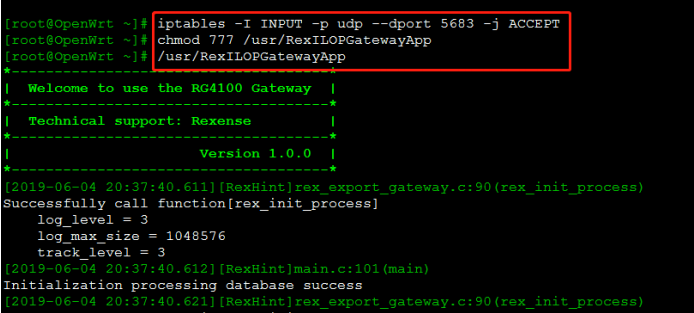 [root@OpenWrt ~]# iptables -I INPUT -p udp --dport 5683 -j ACCEPT
[root@OpenWrt ~]# chmod 777 /usr/RexILOPGatewayApp
[root@OpenWrt ~]# /usr/RexILOPGatewayApp
*---------------------------------------*
|  Welcome to use the RG4100 Gateway  |
*---------------------------------------*
|  Technical support: Rexense         |
*---------------------------------------*
|                       Version 1.0.0  |
*---------------------------------------*
[2019-06-04 20:37:40.611][RexHint]rex_export_gateway.c:90(rex_init_process)
Successfully call function[rex_init_process]
    log_level = 3
    log_max_size = 1048576
    track_level = 3
[2019-06-04 20:37:40.612][RexHint]main.c:101(main)
Initialization processing database success
[2019-06-04 20:37:40.621][RexHint]rex_export_gateway.c:90(rex_init_process)